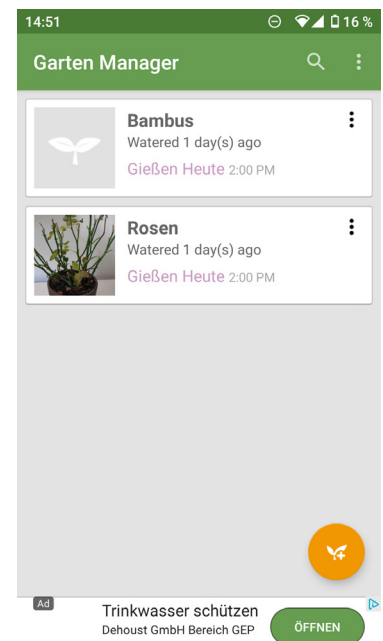 14:51 16 %
Garten Manager
Bambus
Watered 1 day(s) ago
Gießen Heute 2:00 PM
Rosen
Watered 1 day(s) ago
Gießen Heute 2:00 PM
Ad
Trinkwasser schützen
Dehoust GmbH Bereich GEP
ÖFFNEN